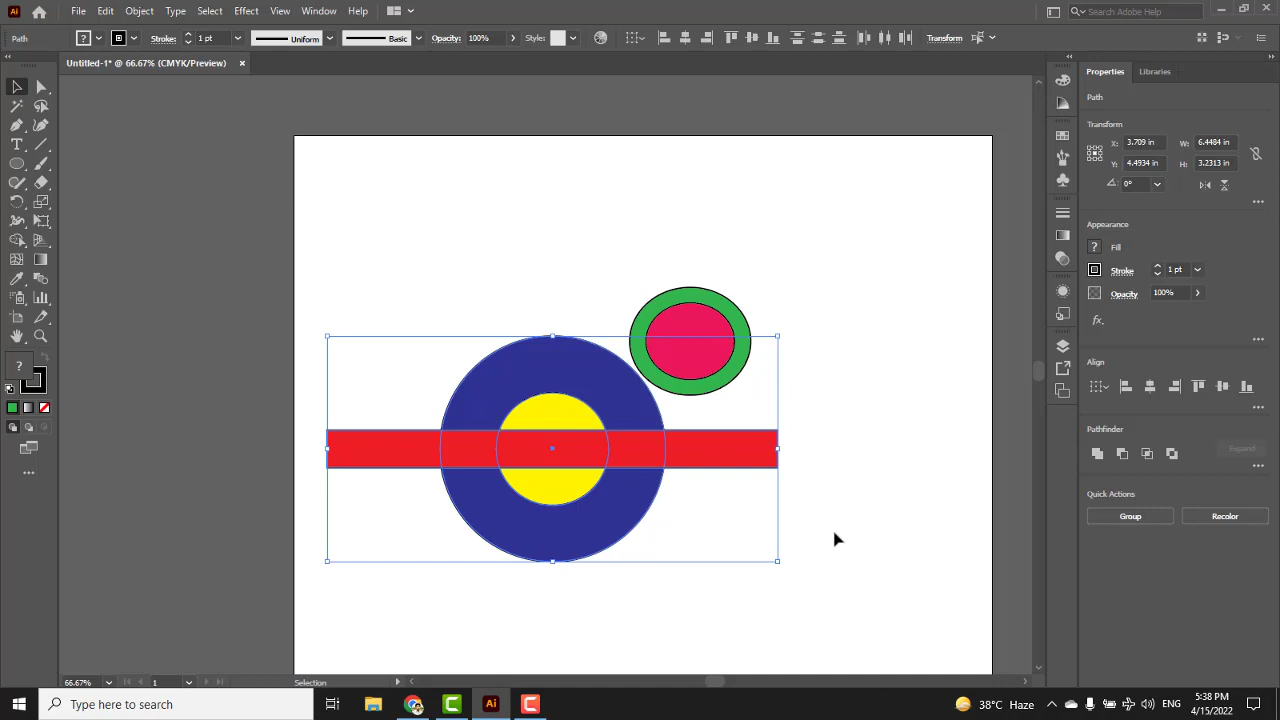 Ai File Edit Object Type Select Effect View Window Help Search Adobe Help
Path ? Stroke: 1 pt Uniform Basic Opacity: 100% Style: Transform
Untitled-1* @ 66.67% (CMYK/Preview) ×
Properties Libraries
Path
Transform
X: 3.709 in W: 6.4484 in
Y: 4.4934 in H: 3.2313 in
0°
Appearance
? Fill
Stroke 1 pt
Opacity 100%
fx.
Align
Pathfinder
Expand
Quick Actions
Group Recolor
T
?
66.67% 1 Selection
Type here to search Ai 38°C Haze ENG 5:38 PM
4/15/2022